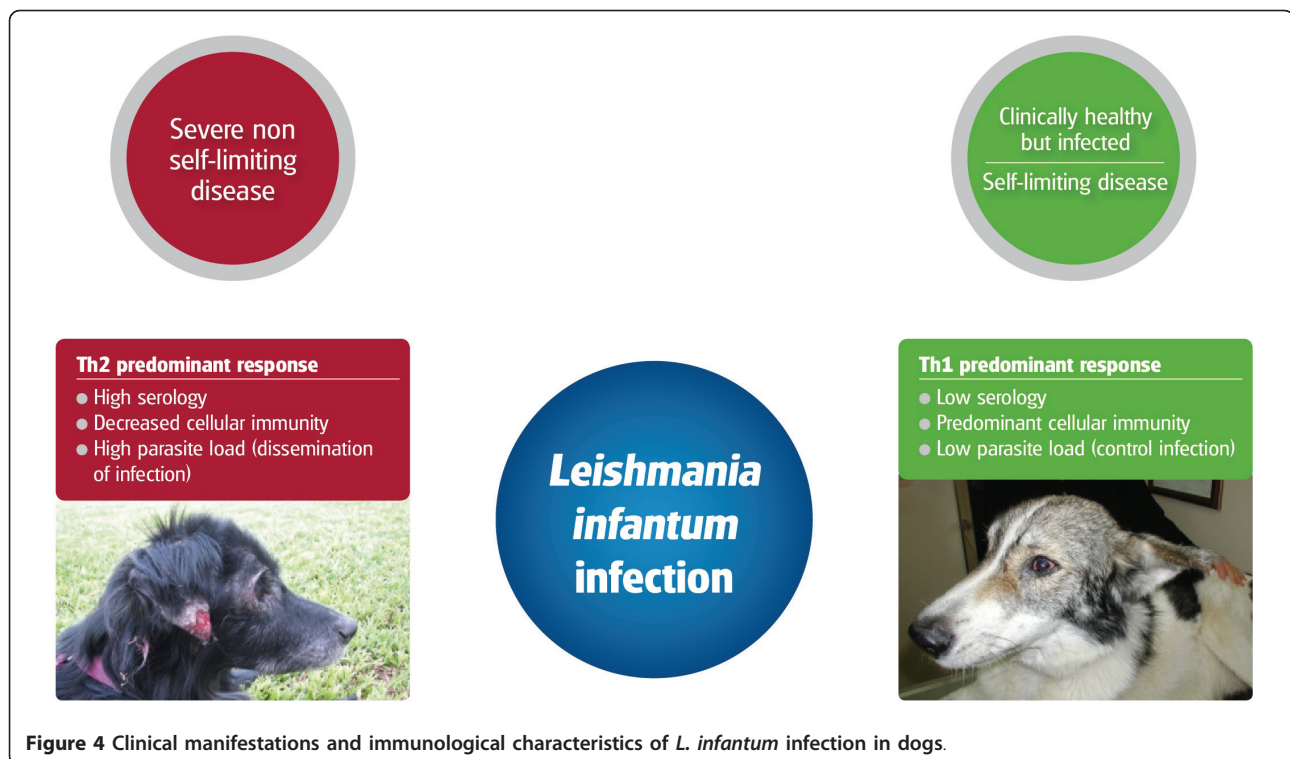 Severe non
self-limiting
disease
Clinically healthy
but infected
Self-limiting disease
Th2 predominant response
High serology
Decreased cellular immunity
High parasite load (dissemination
of infection)
Leishmania
infantum
infection
Th1 predominant response
Low serology
Predominant cellular immunity
Low parasite load (control infection)
Figure 4 Clinical manifestations and immunological characteristics of L. infantum infection in dogs.